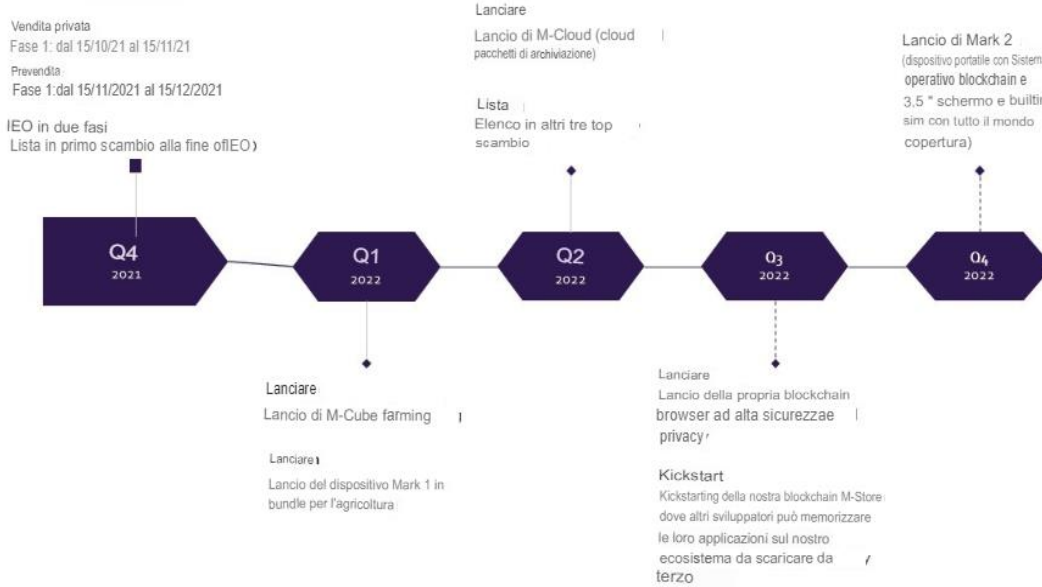 Vendita privata
Fase 1: dal 15/10/21 al 15/11/21
Prevendita
Fase 1:dal 15/11/2021 al 15/12/2021
IEO in due fasi
Lista in primo scambio alla fine ofIEO)
Lanciare
Lancio di M-Cloud (cloud
pacchetti di archiviazione)
Lista
Elenco in altri tre top
scambio
Lancio di Mark 2
(dispositivo portatile con Sistem
operativo blockchain e
3.5 " schermo e builtin
sim con tutto il mondo
copertura)
Q4
2021
Q1
2022
Q2
2022
Q3
2022
Q4
2022
Lanciare
Lancio di M-Cube farming
Lanciare
Lancio del dispositivo Mark 1 in
bundle per l'agricoltura
Lanciare
Lancio della propria blockchain
browser ad alta sicurezzae
privacy
Kickstart
Kickstarting della nostra blockchain M-Store
dove altri sviluppatori può memorizzare
le loro applicazioni sul nostro
ecosistema da scaricare da
terzo